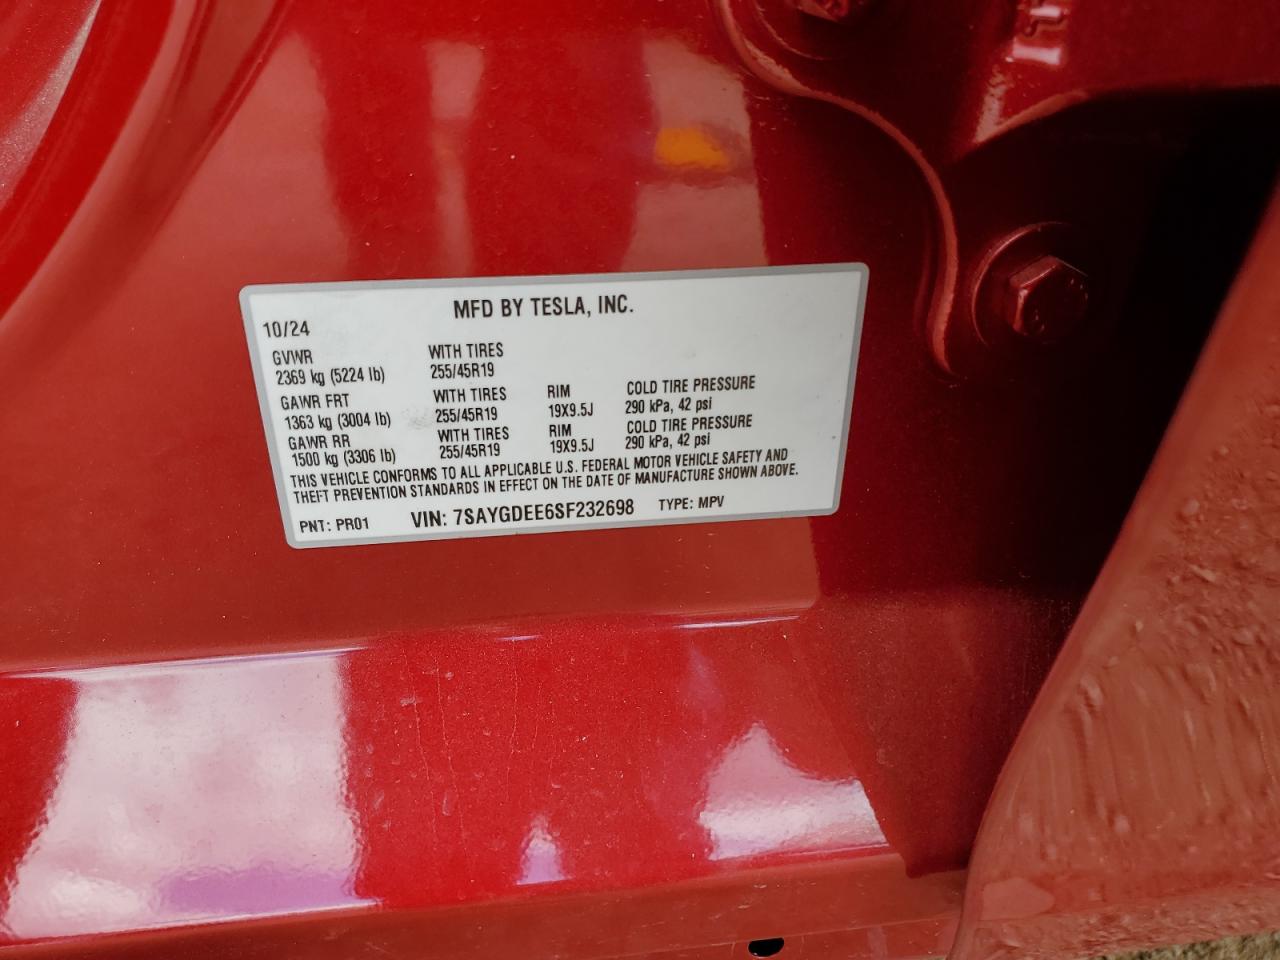 MFD BY TESLA, INC.
10/24
GVWR WITH TIRES
2369 kg (5224 lb) 255/45R19
GAWR FRT WITH TIRES RIM COLD TIRE PRESSURE
1363 kg (3004 lb) 255/45R19 19X9.5J 290 kPa, 42 psi
GAWR RR WITH TIRES RIM COLD TIRE PRESSURE
1500 kg (3306 lb) 255/45R19 19X9.5J 290 kPa, 42 psi
THIS VEHICLE CONFORMS TO ALL APPLICABLE U.S. FEDERAL MOTOR VEHICLE SAFETY AND
THEFT PREVENTION STANDARDS IN EFFECT ON THE DATE OF MANUFACTURE SHOWN ABOVE.
PNT: PR01 VIN: 7SAYGDEE6SF232698 TYPE: MPV